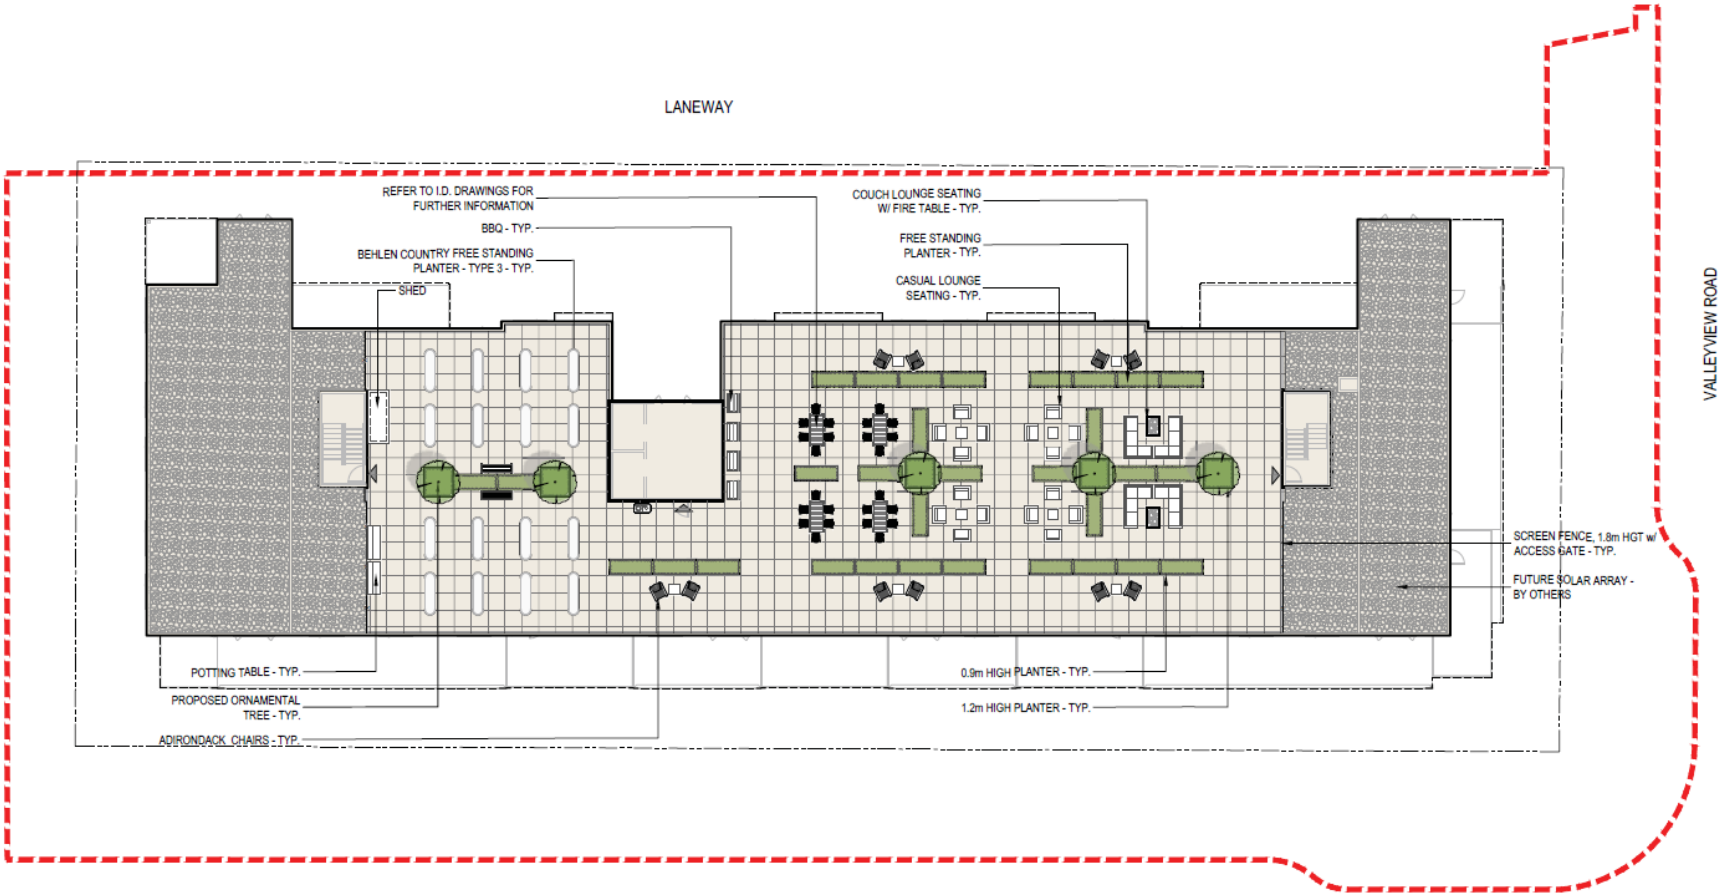 LANEWAY
REFER TO I.D. DRAWINGS FOR
FURTHER INFORMATION
BBQ - TYP.
BEHLEN COUNTRY FREE STANDING
PLANTER - TYPE 3 - TYP.
SHED
COUCH LOUNGE SEATING
W/ FIRE TABLE - TYP.
FREE STANDING
PLANTER - TYP.
CASUAL LOUNGE
SEATING - TYP.
VALLEYVIEW ROAD
SCREEN FENCE, 1.8m HGT w/
ACCESS GATE - TYP.
FUTURE SOLAR ARRAY -
BY OTHERS
POTTING TABLE - TYP.
PROPOSED ORNAMENTAL
TREE - TYP.
ADIRONDACK CHAIRS - TYP.
0.9m HIGH PLANTER - TYP.
1.2m HIGH PLANTER - TYP.